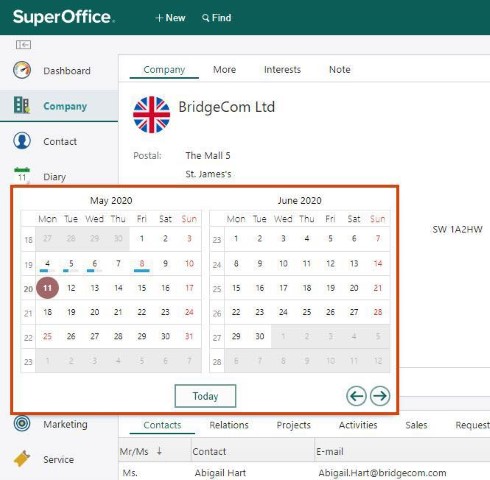 SuperOffice.
+ New
Find
Dashboard
Company
More
Interests
Note
Company
BridgeCom Ltd
Contact
Postal:
The Mall 5
11
Diary
St. James's
SW 1A2HW
May 2020
June 2020
Mon Tue Wed Thu Fri Sat Sun
Mon Tue Wed Thu Fri Sat Sun
18 27 28 29 30 1 2 3
23 1 2 3 4 5 6 7
19 4 5 6 7 8 9 10
24 8 9 10 11 12 13 14
20 11 12 13 14 15 16 17
25 15 16 17 18 19 20 21
21 18 19 20 21 22 23 24
26 22 23 24 25 26 27 28
22 25 26 27 28 29 30 31
27 29 30 1 2 3 4 5
23 1 2 3 4 5 6 7
28 6 7 8 9 10 11 12
Today
Marketing
Contacts
Relations
Projects
Activities
Sales
Request
Mr/Ms ↓
Contact
E-mail
Service
Ms.
Abigail Hart
Abigail.Hart@bridgecom.com